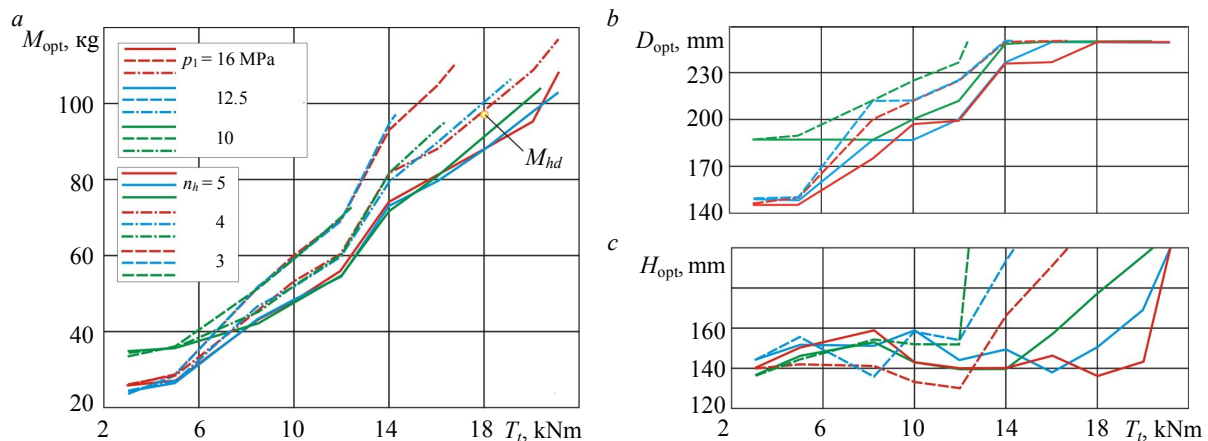 a
M_opt, кg
p₁ = 16 MPa
12.5
10
n_h = 5
4
3
100
80
60
40
20
M_hd
2 6 10 14 18 T_t, kNm
b
D_opt, mm
230
200
170
140
c
H_opt, mm
160
140
120
2 6 10 14 18 T_t, kNm